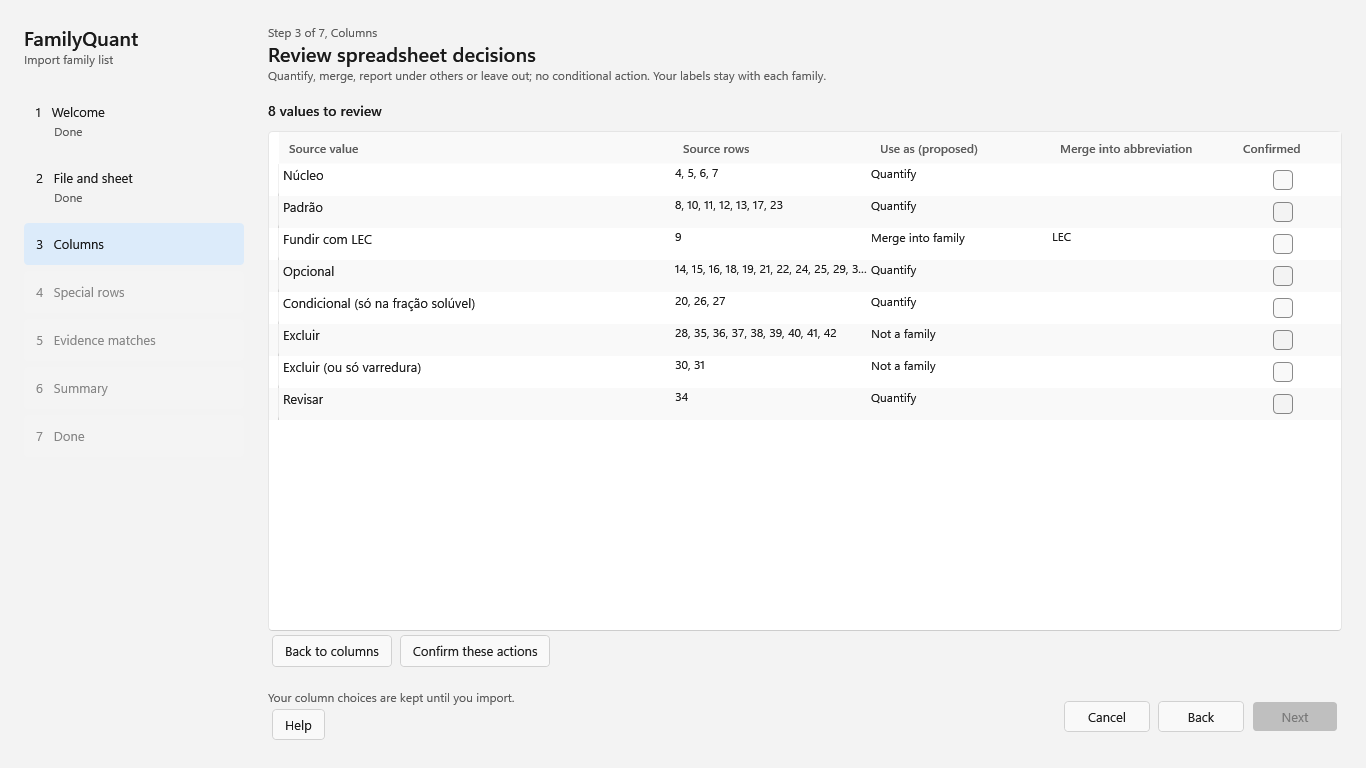 FamilyQuant
Import family list
1 Welcome
Done
2 File and sheet
Done
3 Columns
4 Special rows
5 Evidence matches
6 Summary
7 Done
Step 3 of 7, Columns
Review spreadsheet decisions
Quantify, merge, report under others or leave out; no conditional action. Your labels stay with each family.
8 values to review
Source value Source rows Use as (proposed) Merge into abbreviation Confirmed
Núcleo 4, 5, 6, 7 Quantify
Padrão 8, 10, 11, 12, 13, 17, 23 Quantify
Fundir com LEC 9 Merge into family LEC
Opcional 14, 15, 16, 18, 19, 21, 22, 24, 25, 29, 3... Quantify
Condicional (só na fração solúvel) 20, 26, 27 Quantify
Excluir 28, 35, 36, 37, 38, 39, 40, 41, 42 Not a family
Excluir (ou só varredura) 30, 31 Not a family
Revisar 34 Quantify
Back to columns Confirm these actions
Your column choices are kept until you import.
Help Cancel Back Next